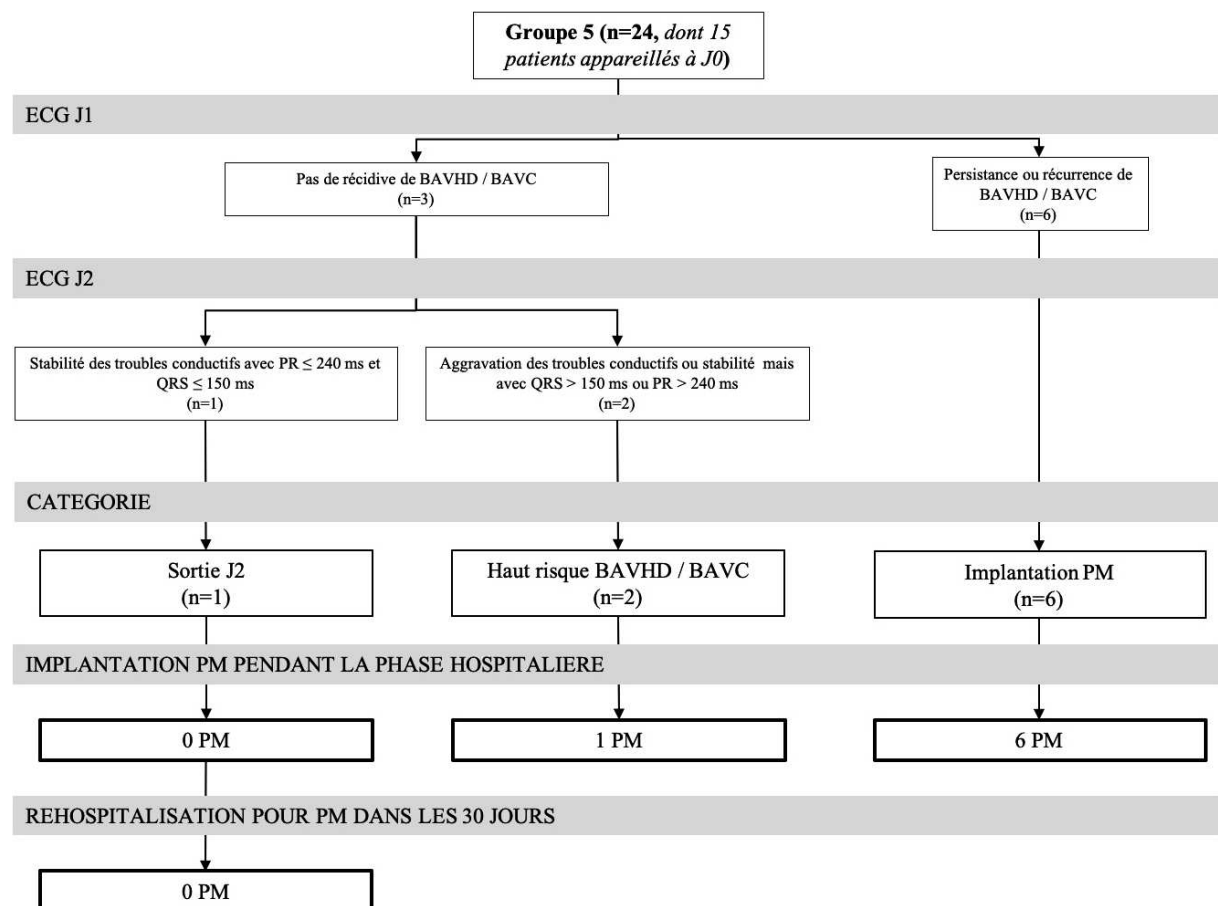 Groupe 5 (n=24, dont 15
patients appareillés à J0)
ECG J1
Pas de récidive de BAVHD / BAVC
(n=3)
Persistance ou récurrence de
BAVHD / BAVC
(n=6)
ECG J2
Stabilité des troubles conductifs avec PR ≤ 240 ms et
QRS ≤ 150 ms
(n=1)
Aggravation des troubles conductifs ou stabilité mais
avec QRS > 150 ms ou PR > 240 ms
(n=2)
CATEGORIE
Sortie J2
(n=1)
Haut risque BAVHD / BAVC
(n=2)
Implantation PM
(n=6)
IMPLANTATION PM PENDANT LA PHASE HOSPITALIERE
0 PM
1 PM
6 PM
REHOSPITALISATION POUR PM DANS LES 30 JOURS
0 PM